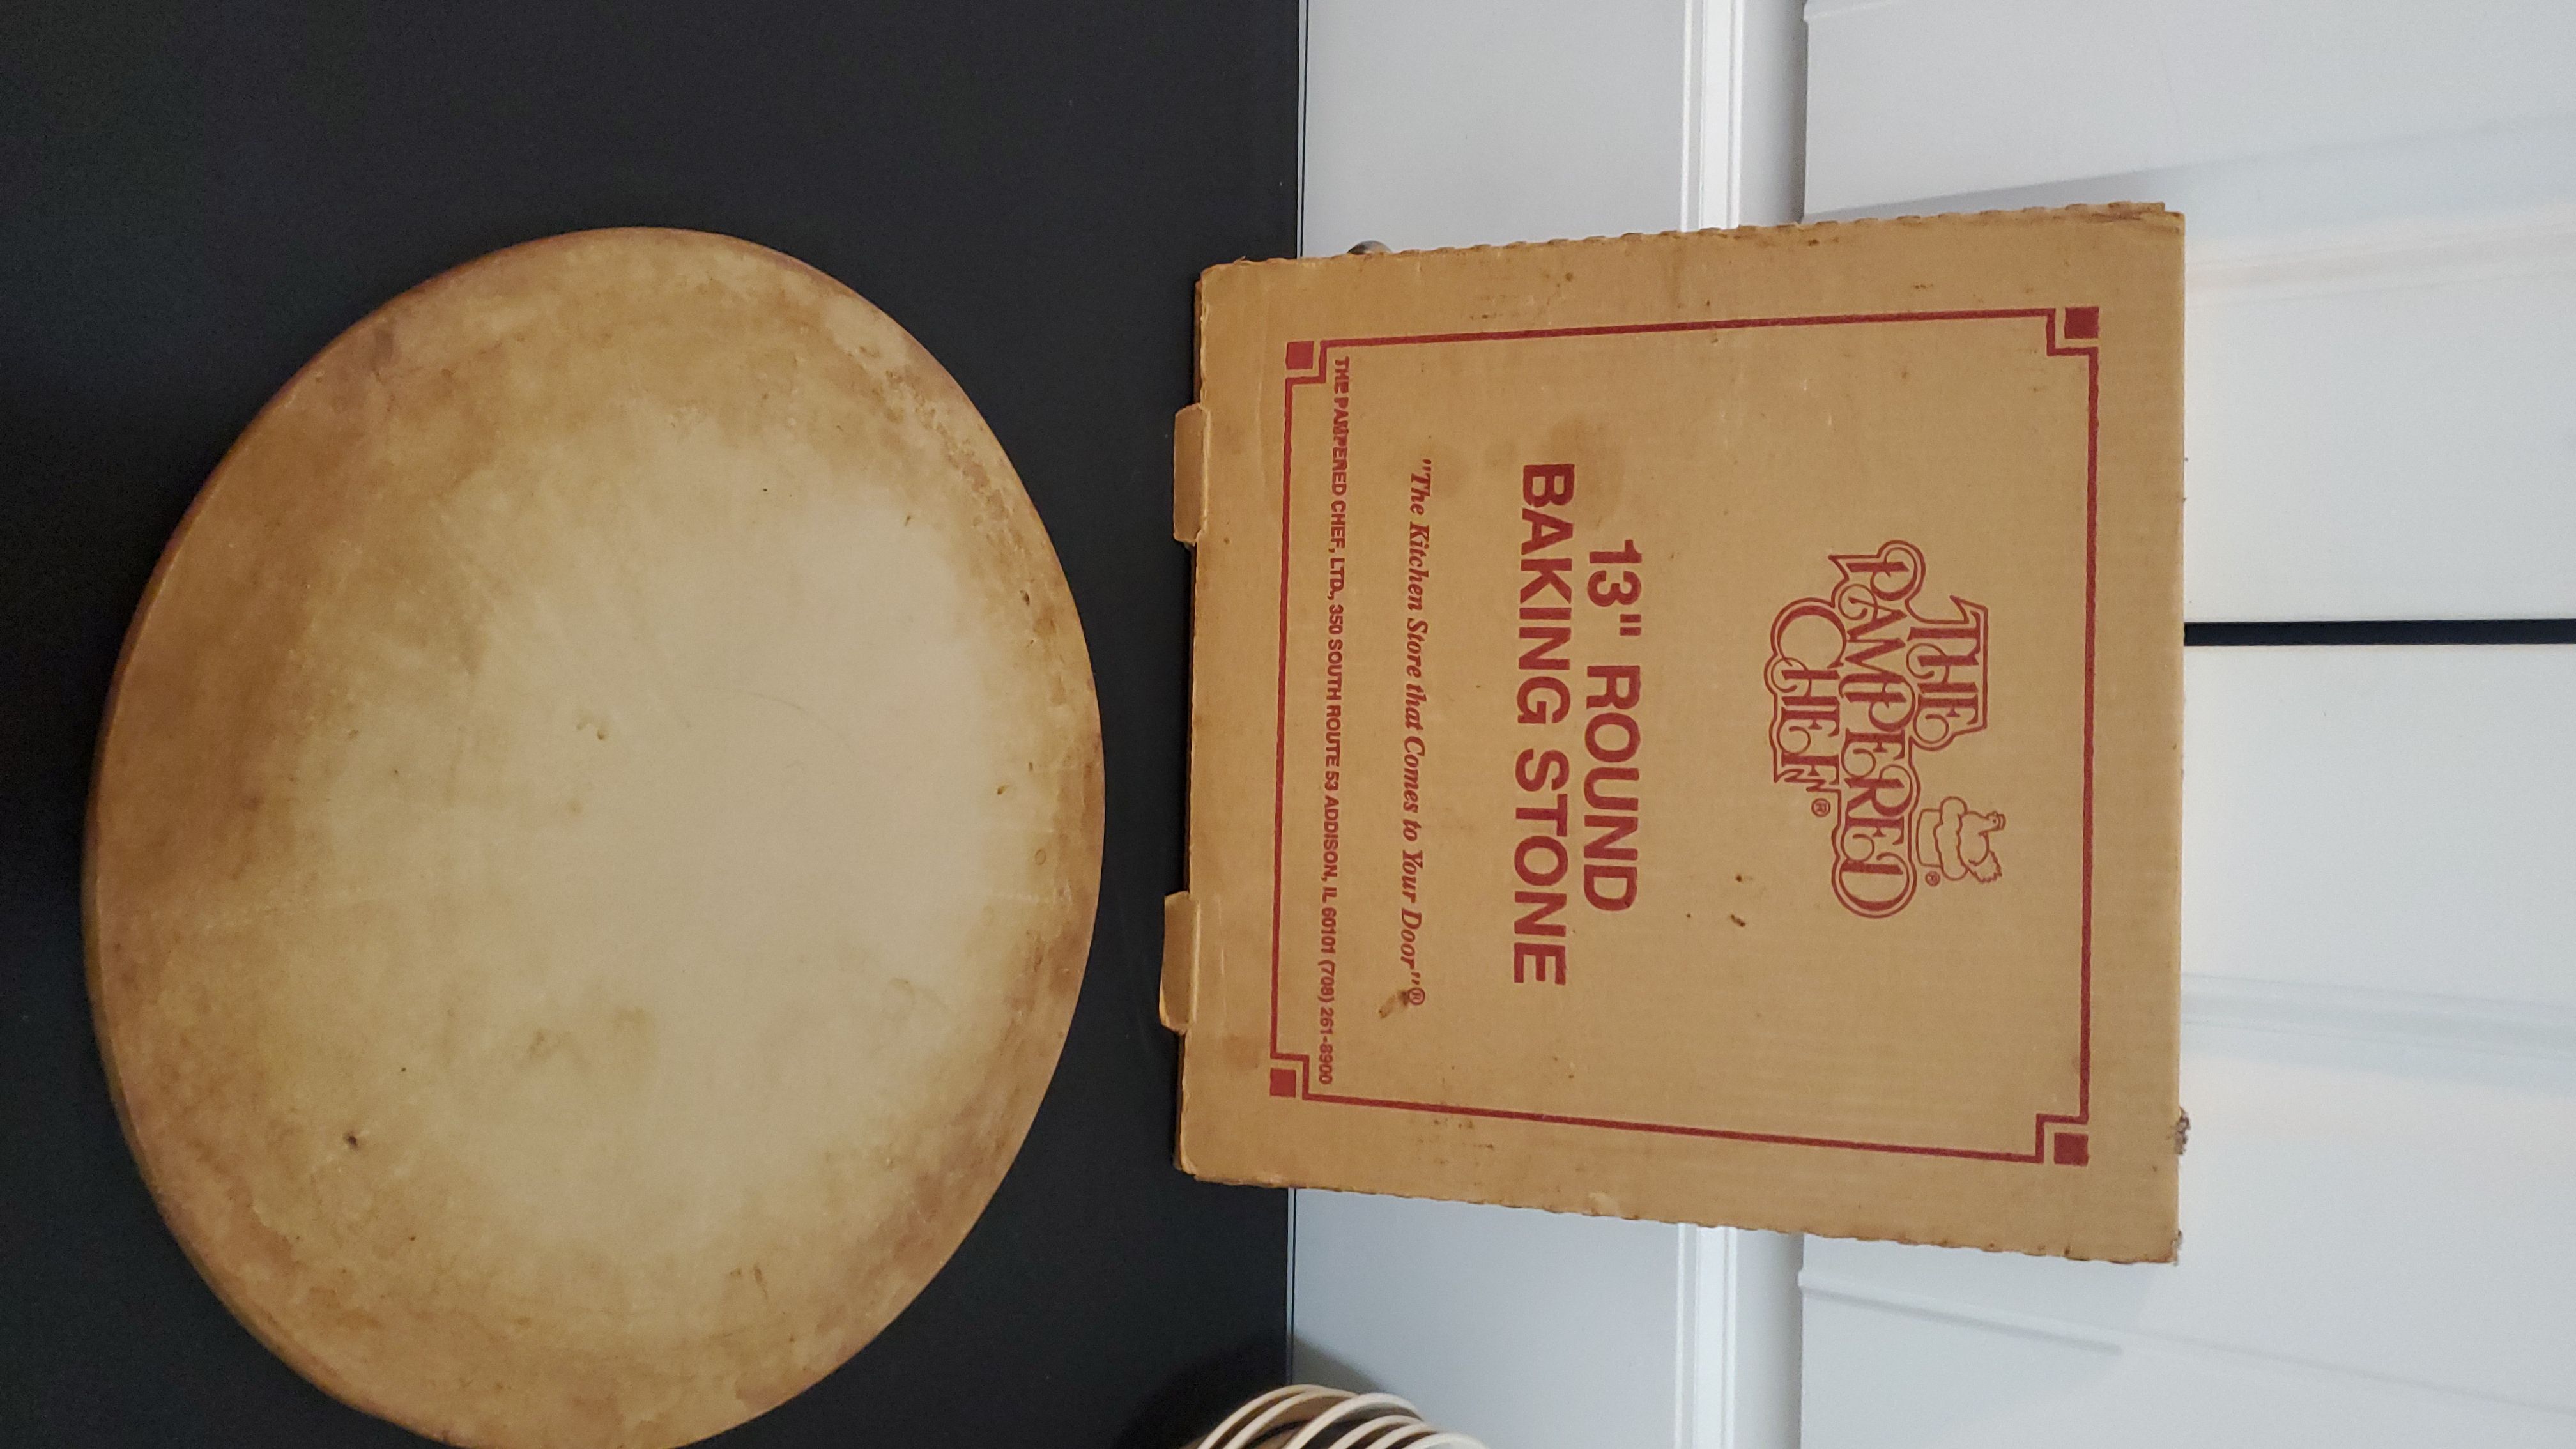 THE
PAMPERED
CHEF®
®
13" ROUND
BAKING STONE
"The Kitchen Store that Comes to Your Door"®
THE PAMPERED CHEF, LTD., 350 SOUTH ROUTE 53 ADDISON, IL 60101 (708) 261-8900